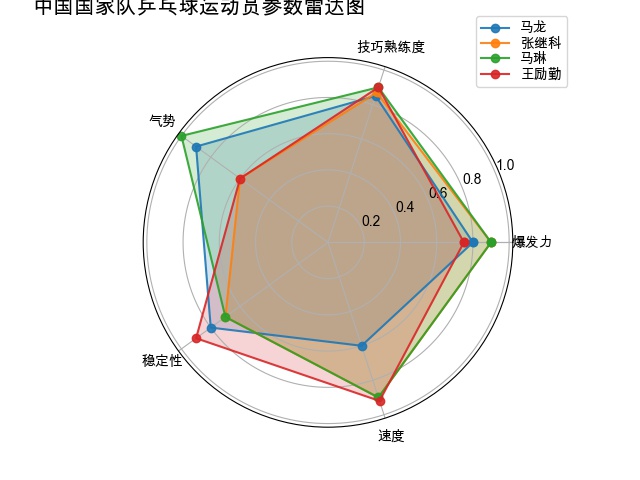 中国国家队乒乓球运动员参数雷达图
马龙
张继科
马琳
王励勤
技巧熟练度
气势
1.0
0.8
0.6
0.4
0.2
爆发力
稳定性
速度